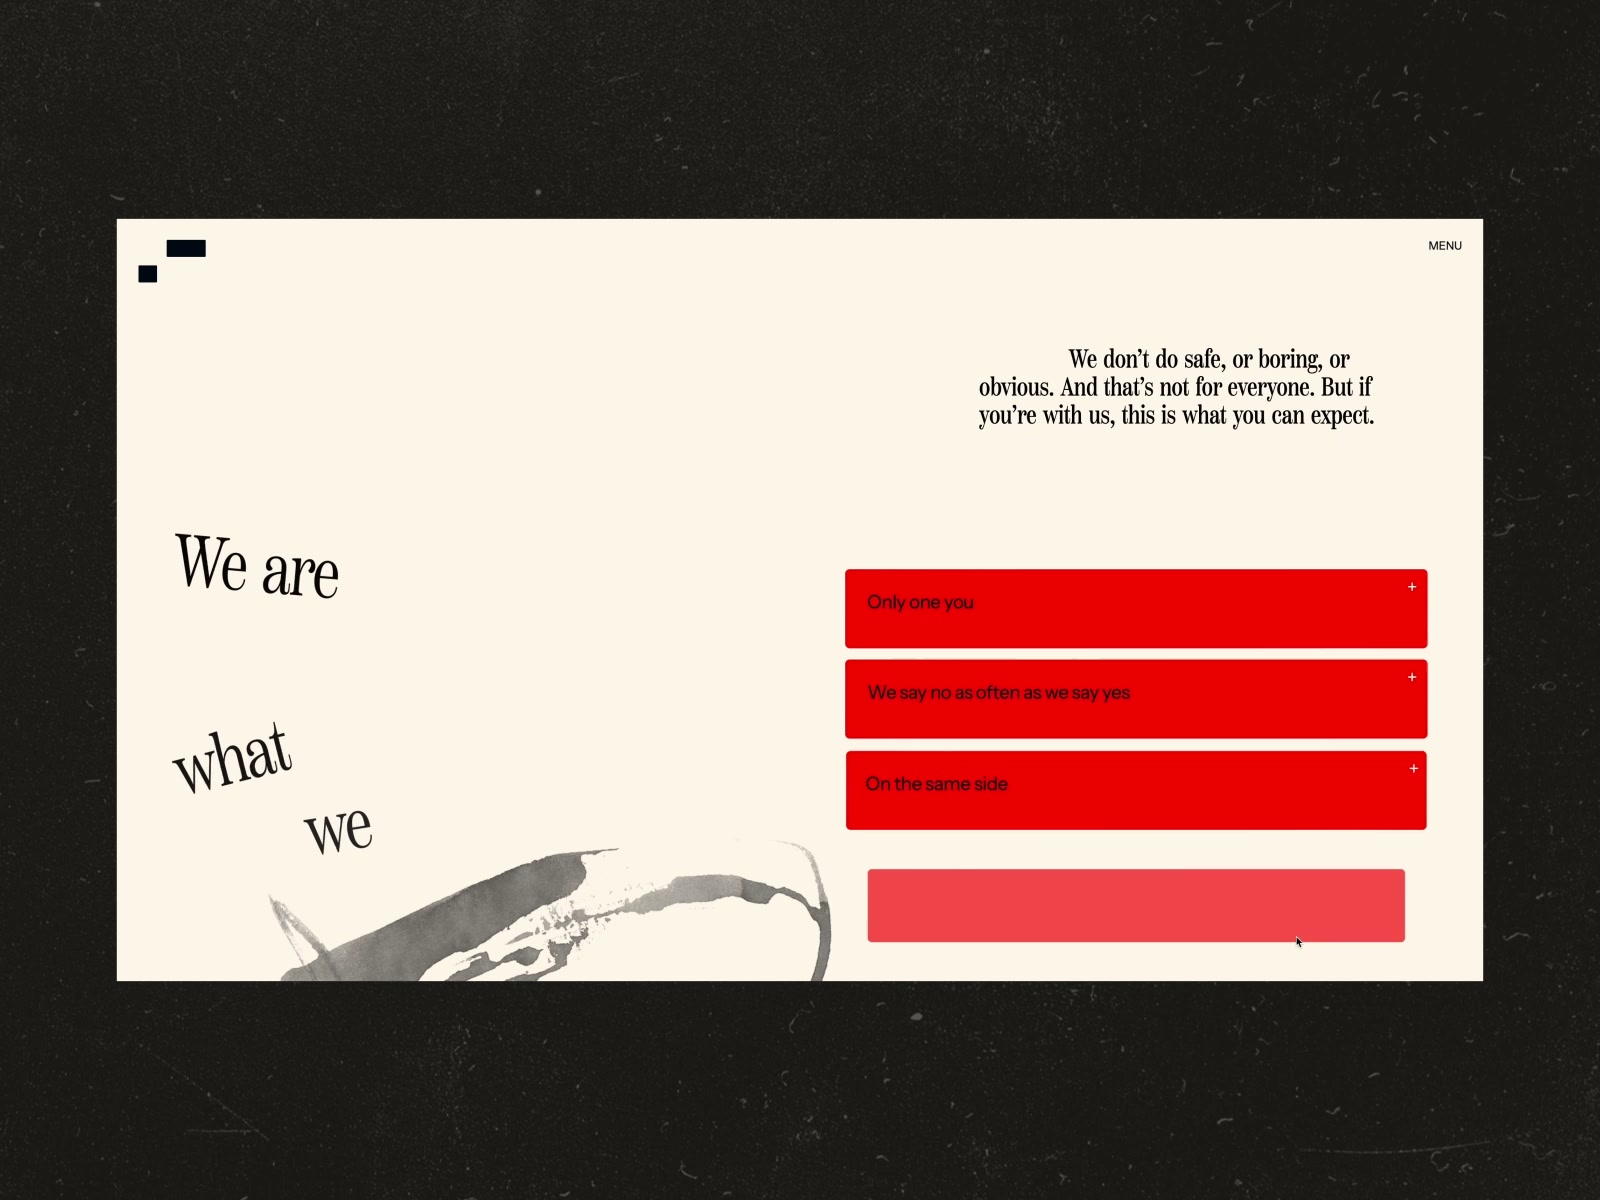 MENU
We don’t do safe, or boring, or
obvious. And that’s not for everyone. But if
you’re with us, this is what you can expect.
We are
what
we
Only one you
+
We say no as often as we say yes
+
On the same side
+